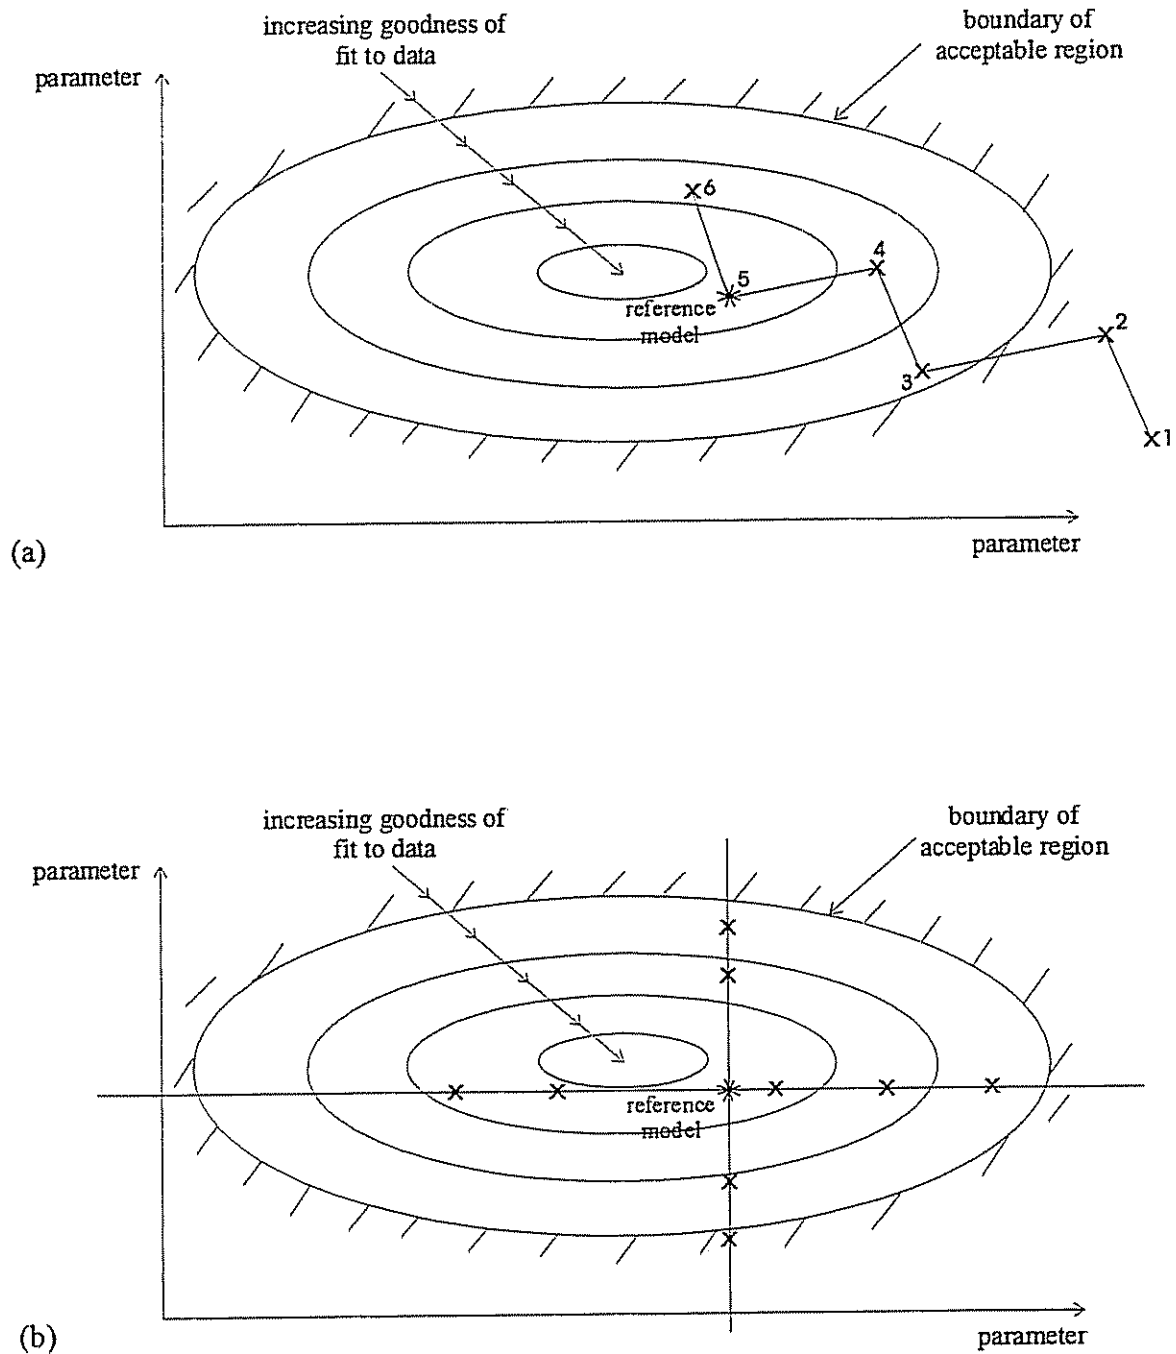 increasing goodness of
fit to data
boundary of
acceptable region
parameter
6
4
5
reference
model
2
3
1
parameter
(a)
increasing goodness of
fit to data
boundary of
acceptable region
parameter
reference
model
parameter
(b)